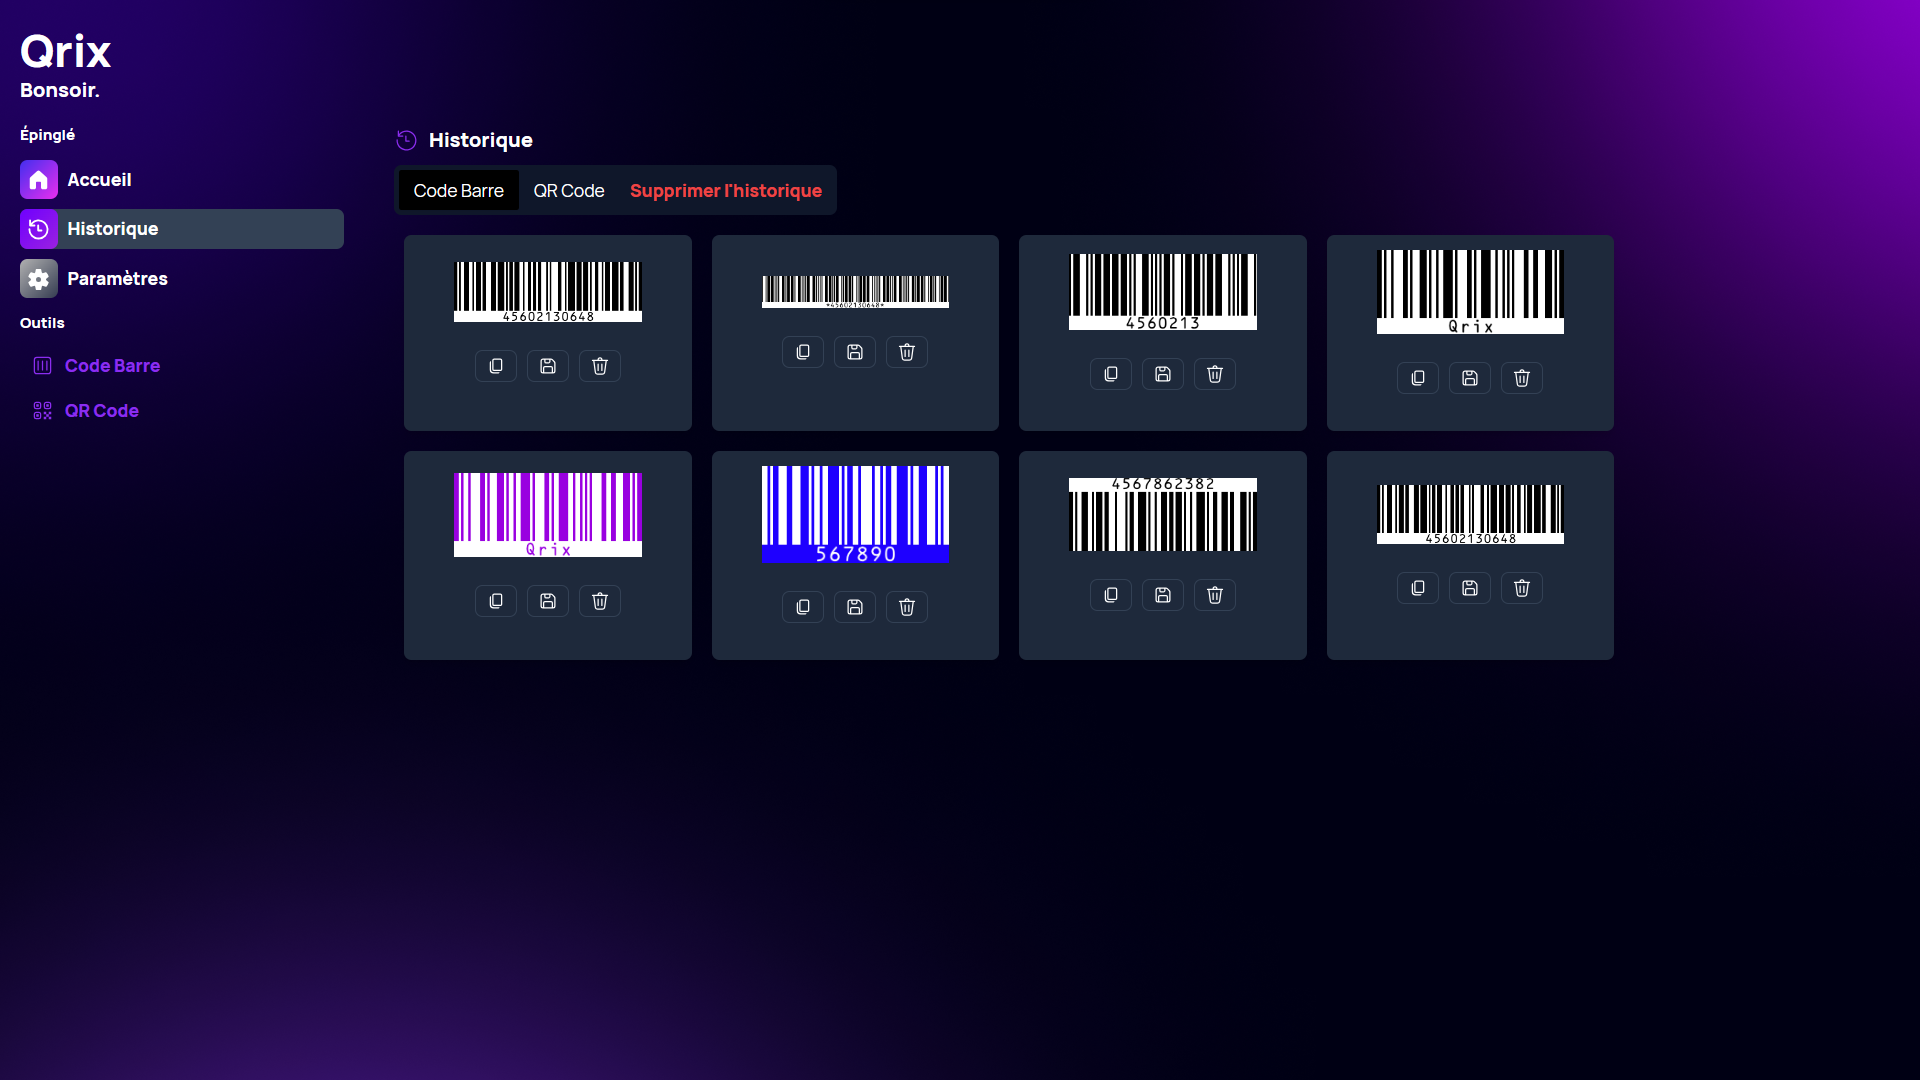 Qrix
Bonsoir.
Épinglé
Accueil
Historique
Paramètres
Outils
Code Barre
QR Code
Historique
Code Barre QR Code Supprimer l'historique
45602130648
*45602130648*
4560213
Qrix
Qrix
567890
4567862382
45602130648